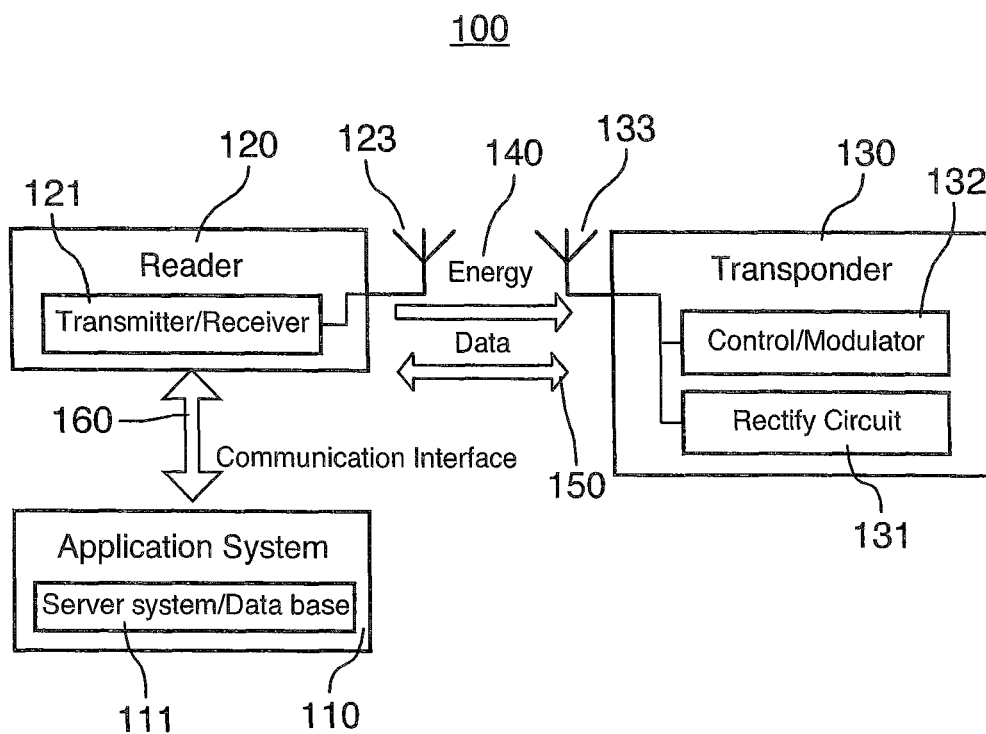 100
120
123
140
133
130
121
132
Reader
Energy
Transponder
Transmitter/Receiver
Data
Control/Modulator
Rectify Circuit
160
Communication Interface
150
131
Application System
Server system/Data base
111
110